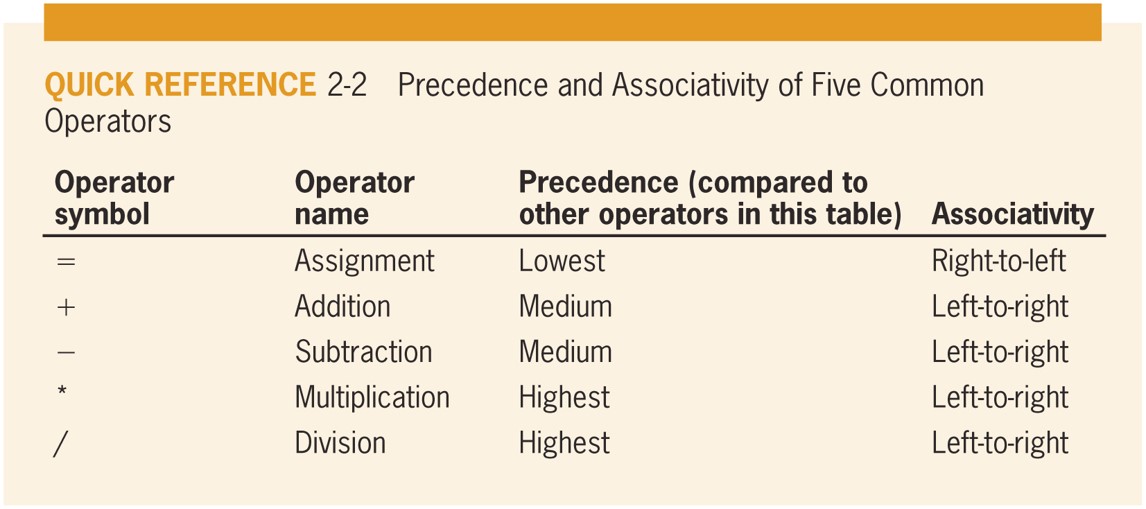 QUICK REFERENCE 2-2 Precedence and Associativity of Five Common
Operators
Operator symbol Operator name Precedence (compared to other operators in this table) Associativity
= Assignment Lowest Right-to-left
+ Addition Medium Left-to-right
− Subtraction Medium Left-to-right
* Multiplication Highest Left-to-right
/ Division Highest Left-to-right